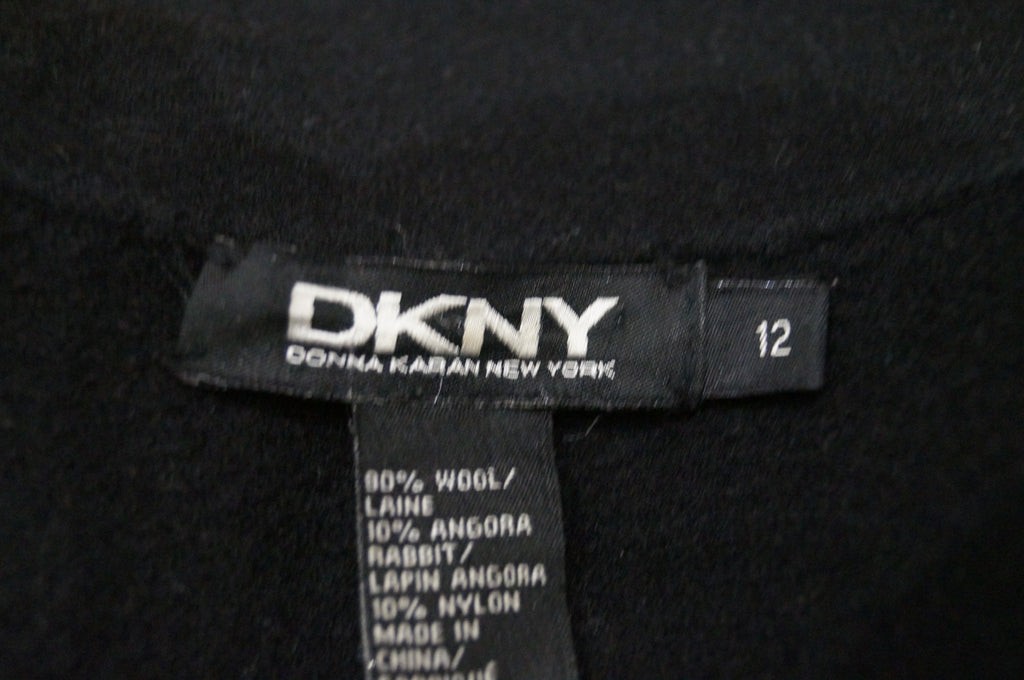 DKNY
DONNA KARAN NEW YORK
12
80% WOOL/
LAINE
10% ANGORA
RABBIT/
LAPIN ANGORA
10% NYLON
MADE IN
CHINA/